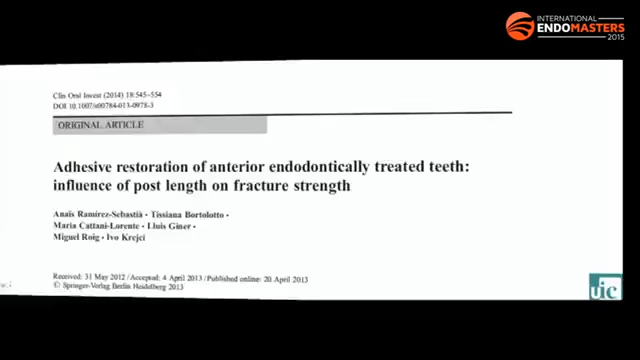 INTERNATIONAL
ENDOMASTERS
2015
Clin Oral Invest (2014) 18:545–554
DOI 10.1007/s00784-013-0978-3
ORIGINAL ARTICLE
Adhesive restoration of anterior endodontically treated teeth:
influence of post length on fracture strength
Anaïs Ramírez-Sebastià · Tissiana Bortolotto ·
Maria Cattani-Lorente · Lluis Giner ·
Miguel Roig · Ivo Krejci
Received: 31 May 2012 / Accepted: 4 April 2013 / Published online: 20 April 2013
© Springer-Verlag Berlin Heidelberg 2013
uic